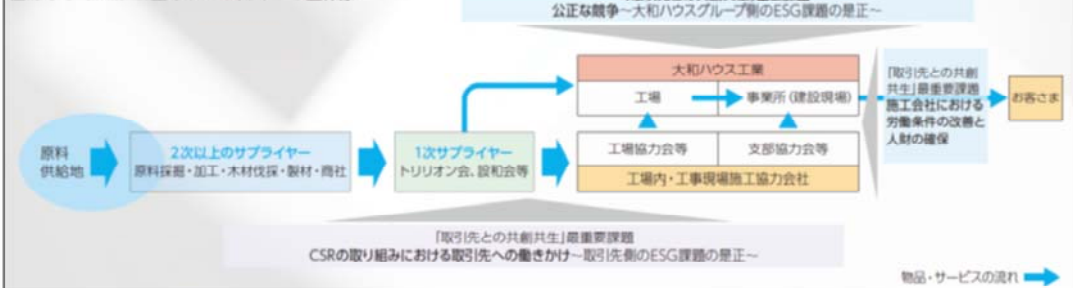 公正な競争～大和ハウスグループ側のESG課題の是正～
大和ハウス工業
工場
事業所（建設現場）
「取引先との共創
共生」最重要課題
施工会社における
労働条件の改善と
人財の確保
お客さま
原料
供給地
2次以上のサプライヤー
原料採掘・加工・木材伐採・製材・商社
1次サプライヤー
トリリオン会、設和会等
工場協力会等
支部協力会等
工場内・工事現場施工協力会社
「取引先との共創共生」最重要課題
CSRの取り組みにおける取引先への働きかけ～取引先側のESG課題の是正～
物品・サービスの流れ